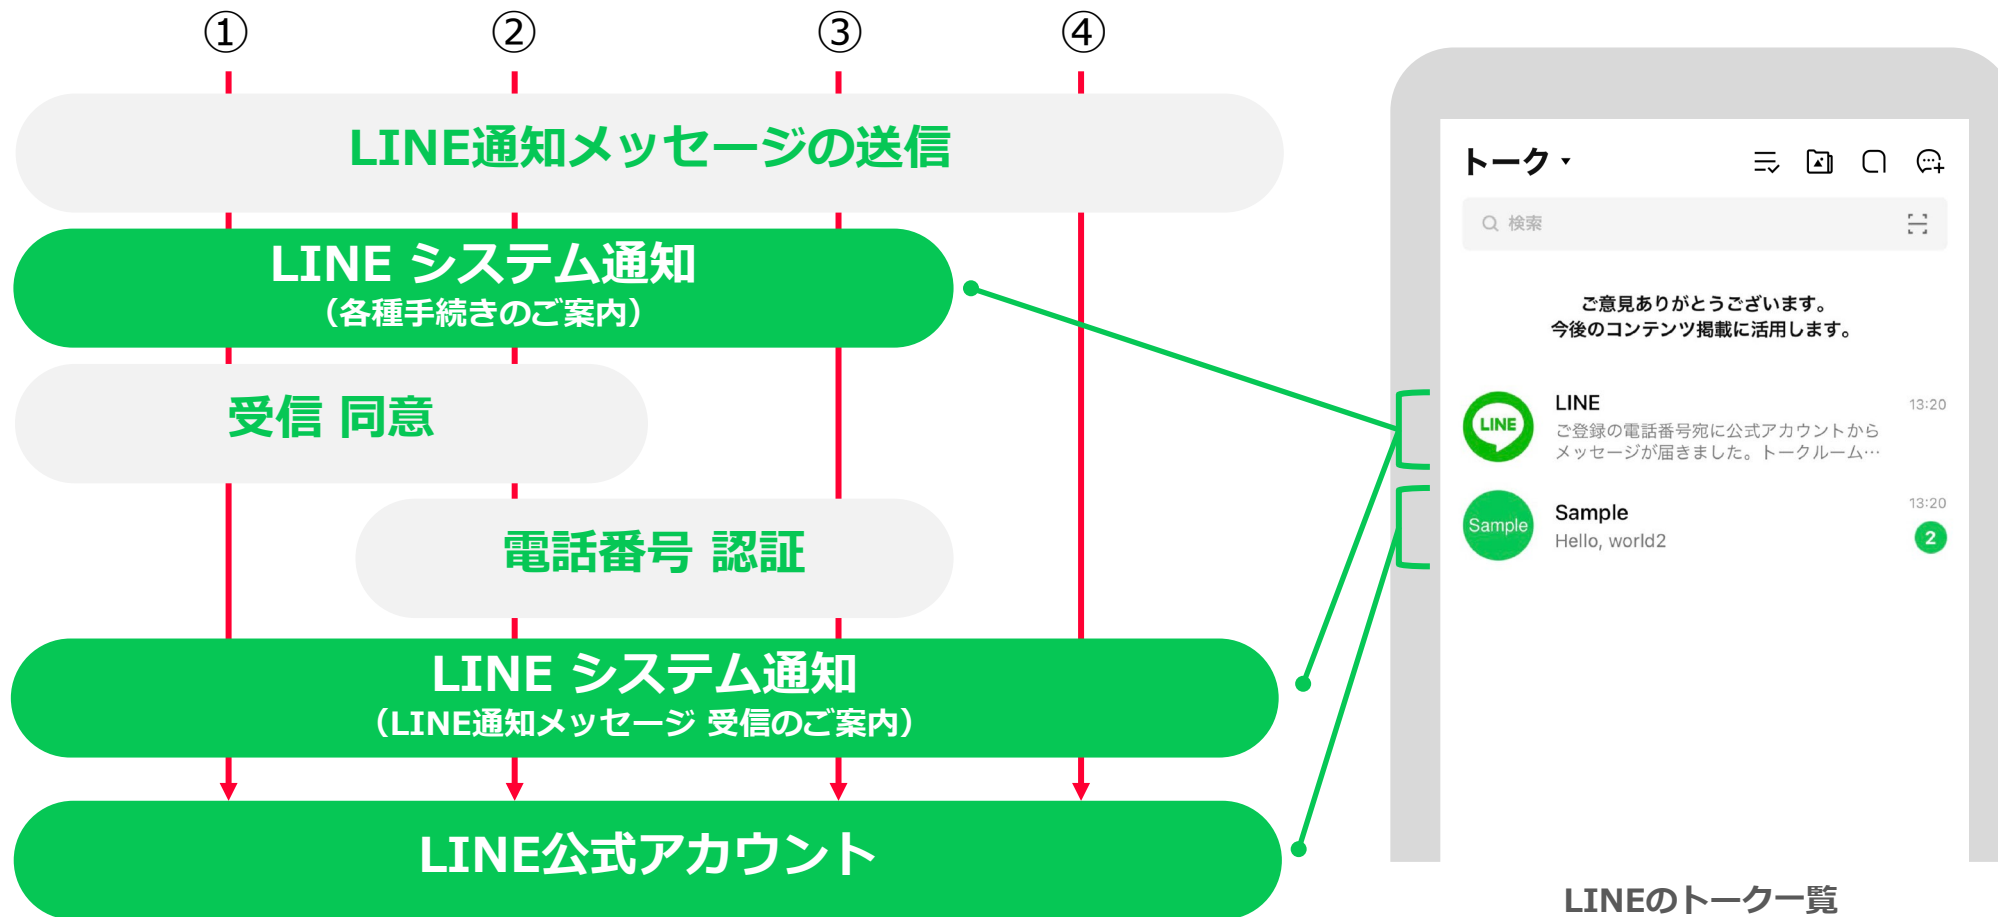 ① ② ③ ④
LINE通知メッセージの送信
LINE システム通知
（各種手続きのご案内）
受信 同意
電話番号 認証
LINE システム通知
（LINE通知メッセージ 受信のご案内）
LINE公式アカウント
トーク
検索
ご意見ありがとうございます。
今後のコンテンツ掲載に活用します。
LINE
LINE 13:20
ご登録の電話番号宛に公式アカウントから
メッセージが届きました。トークルーム…
Sample
Sample 13:20
Hello, world2 2
LINEのトーク一覧